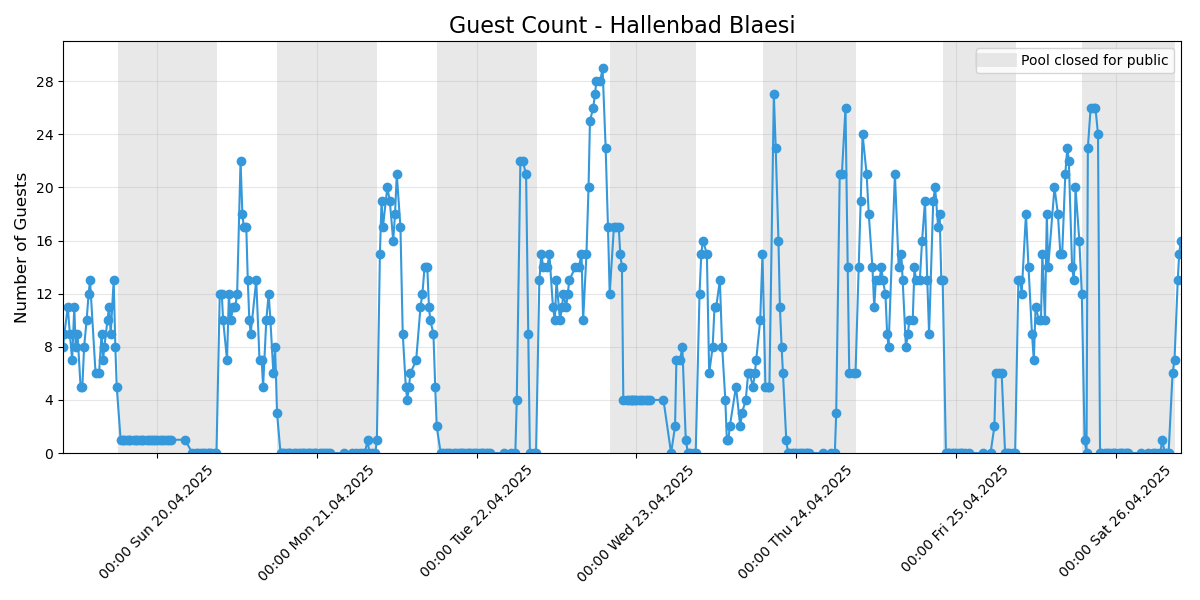 Guest Count - Hallenbad Blaesi
Pool closed for public
Number of Guests
28
24
20
16
12
8
4
0
00:00 Sun 20.04.2025
00:00 Mon 21.04.2025
00:00 Tue 22.04.2025
00:00 Wed 23.04.2025
00:00 Thu 24.04.2025
00:00 Fri 25.04.2025
00:00 Sat 26.04.2025